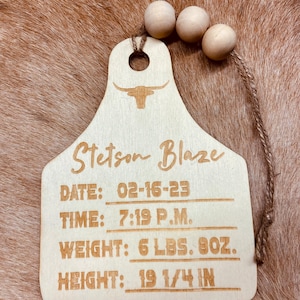 Stetson Blaze
DATE: 02-16-23
TIME: 7:19 P.M.
WEIGHT: 6 LBS. 8OZ.
HEIGHT: 19 1/4 IN